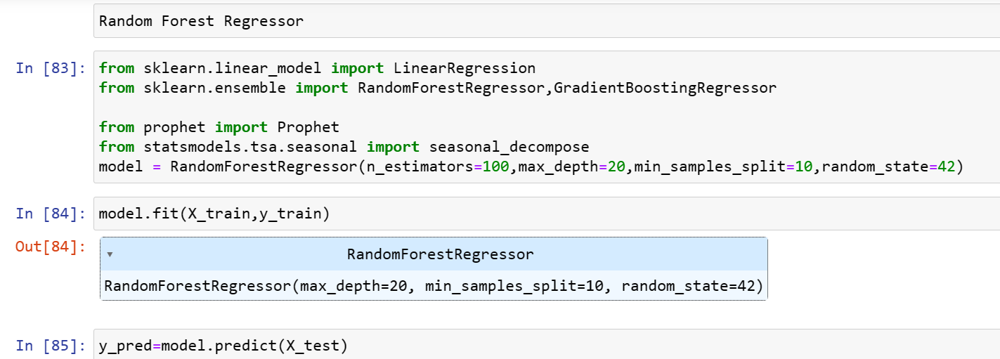 Random Forest Regressor
In [83]: from sklearn.linear_model import LinearRegression
from sklearn.ensemble import RandomForestRegressor,GradientBoostingRegressor
from prophet import Prophet
from statsmodels.tsa.seasonal import seasonal_decompose
model = RandomForestRegressor(n_estimators=100,max_depth=20,min_samples_split=10,random_state=42)
In [84]: model.fit(X_train,y_train)
Out[84]: RandomForestRegressor
RandomForestRegressor(max_depth=20, min_samples_split=10, random_state=42)
In [85]: y_pred=model.predict(X_test)